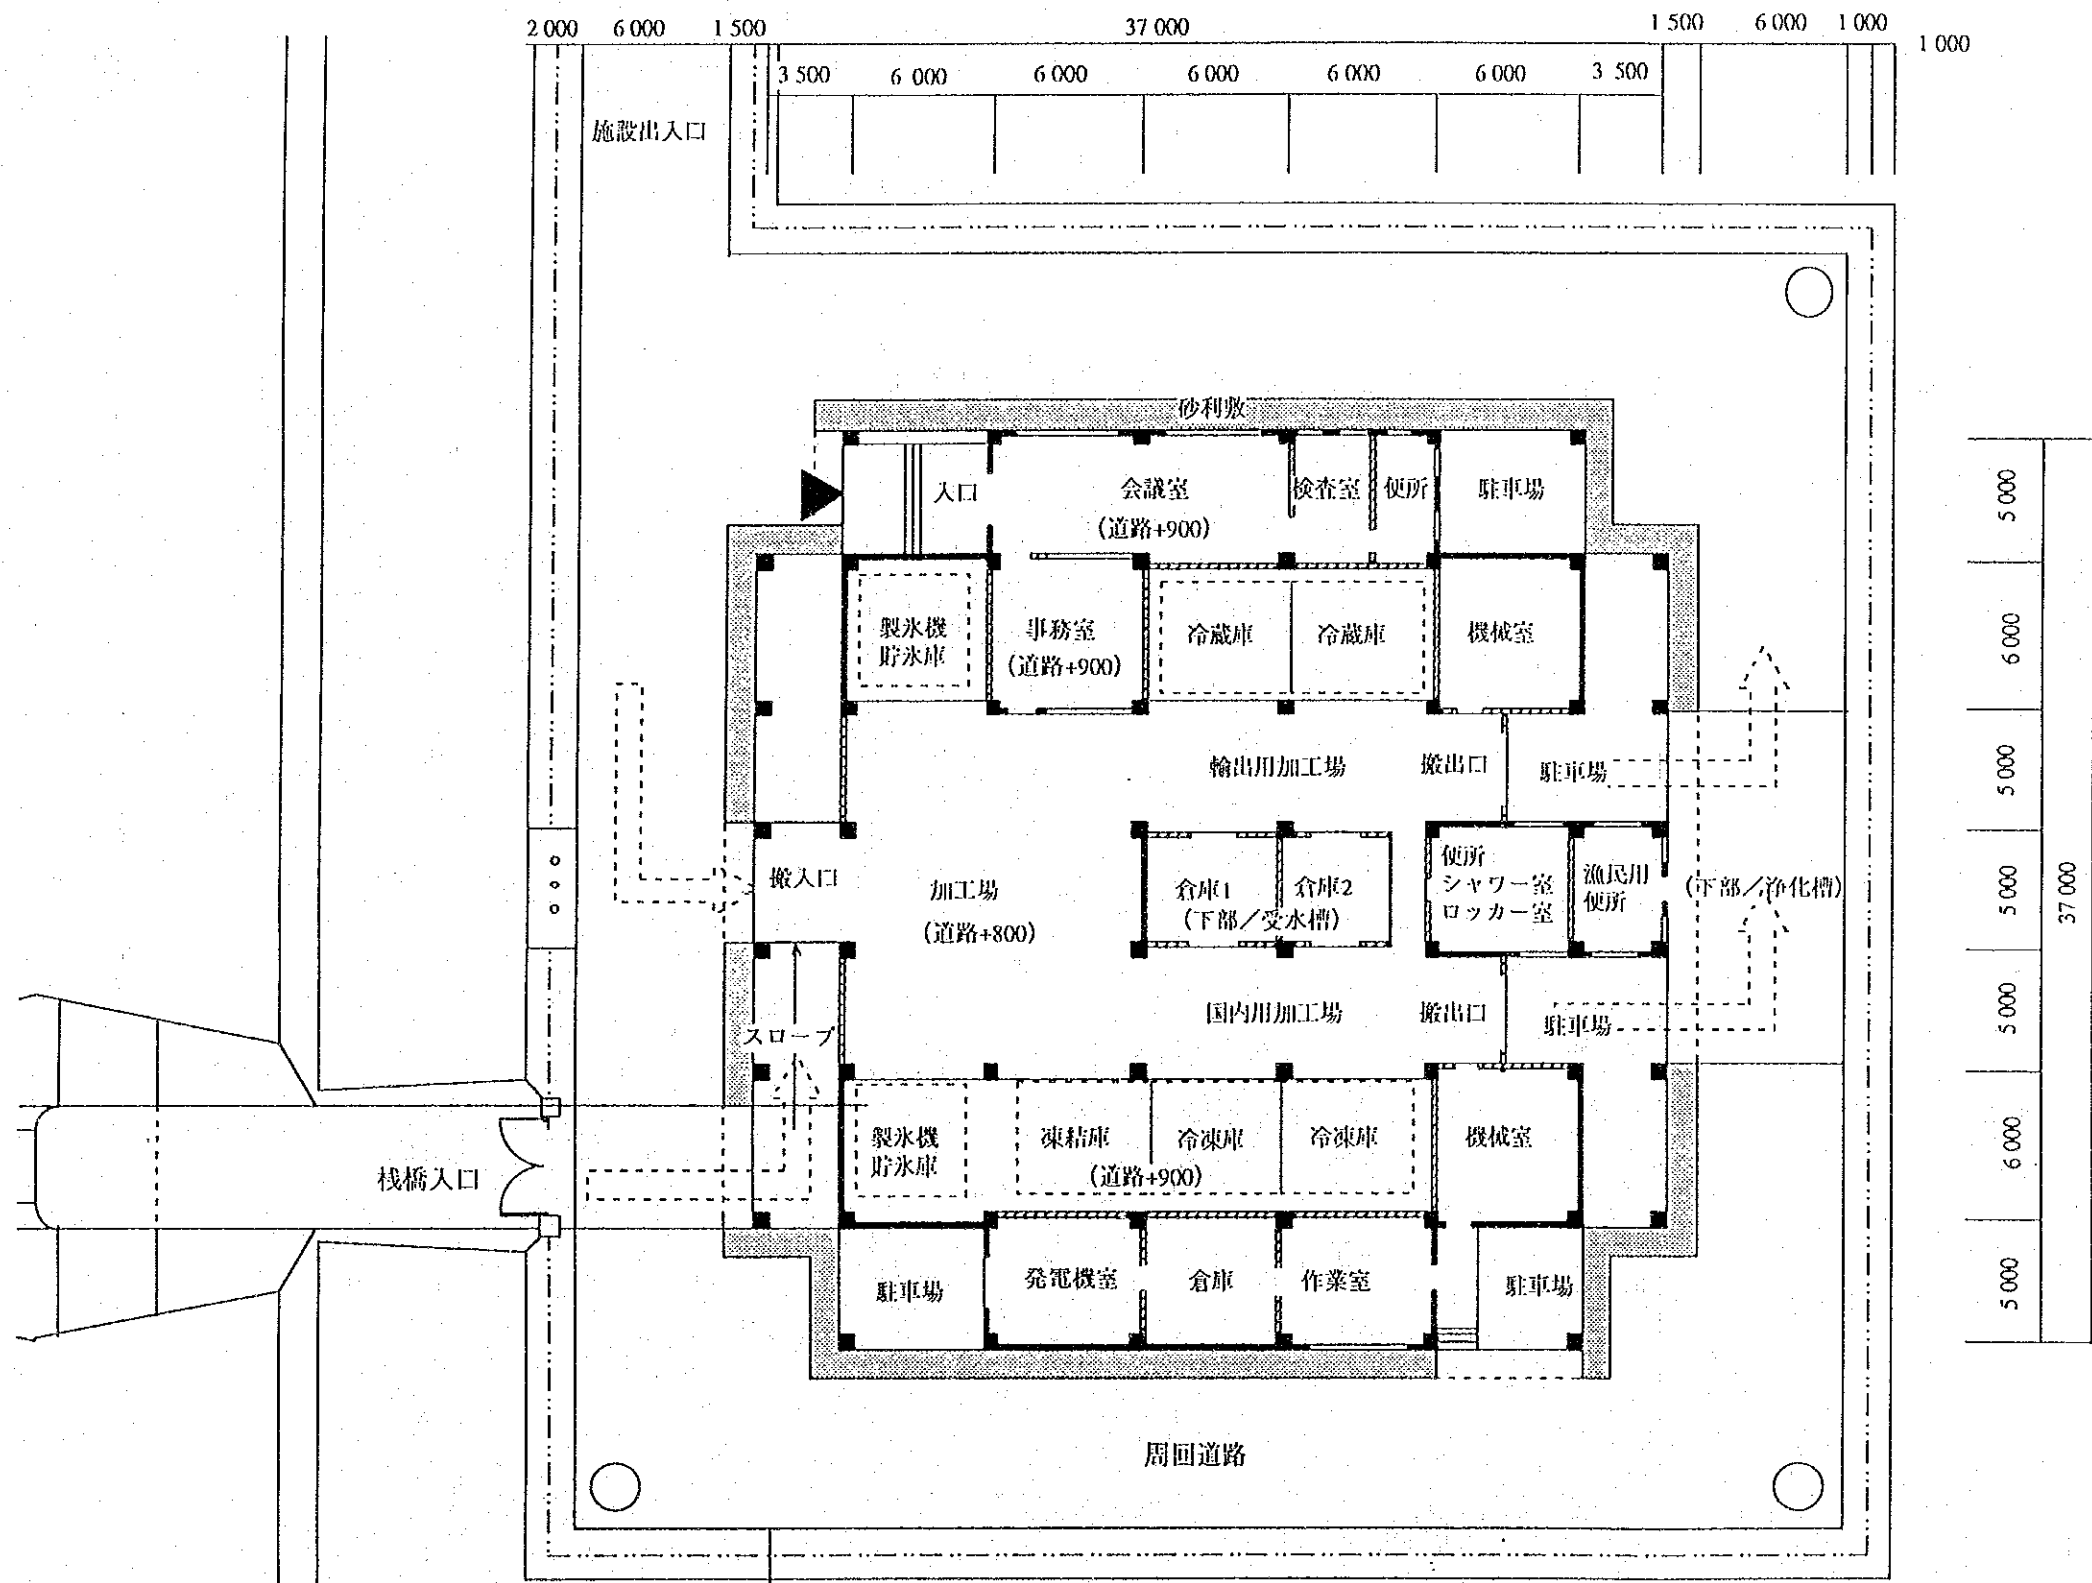 2 000 6 000 1 500 37 000 1 500 6 000 1 000 1 000
3 500 6 000 6 000 6 000 6 000 6 000 3 500
施設出入口
砂利敷
入口 会議室 検査室 便所 駐車場
(道路+900)
製氷機
貯氷庫
事務室
(道路+900)
冷蔵庫 冷蔵庫 機械室
輸出用加工場 搬出口 駐車場
搬入口
加工場
(道路+800)
倉庫1 倉庫2
(下部/受水槽)
便所
シャワー室
ロッカー室
漁民用
便所
(下部/浄化槽)
スロープ
国内用加工場 搬出口 駐車場
製氷機
貯氷庫
凍結庫 冷凍庫 冷凍庫 機械室
(道路+900)
桟橋入口
駐車場 発電機室 倉庫 作業室 駐車場
周回道路
5 000
6 000
5 000
5 000
5 000
6 000
5 000
37 000